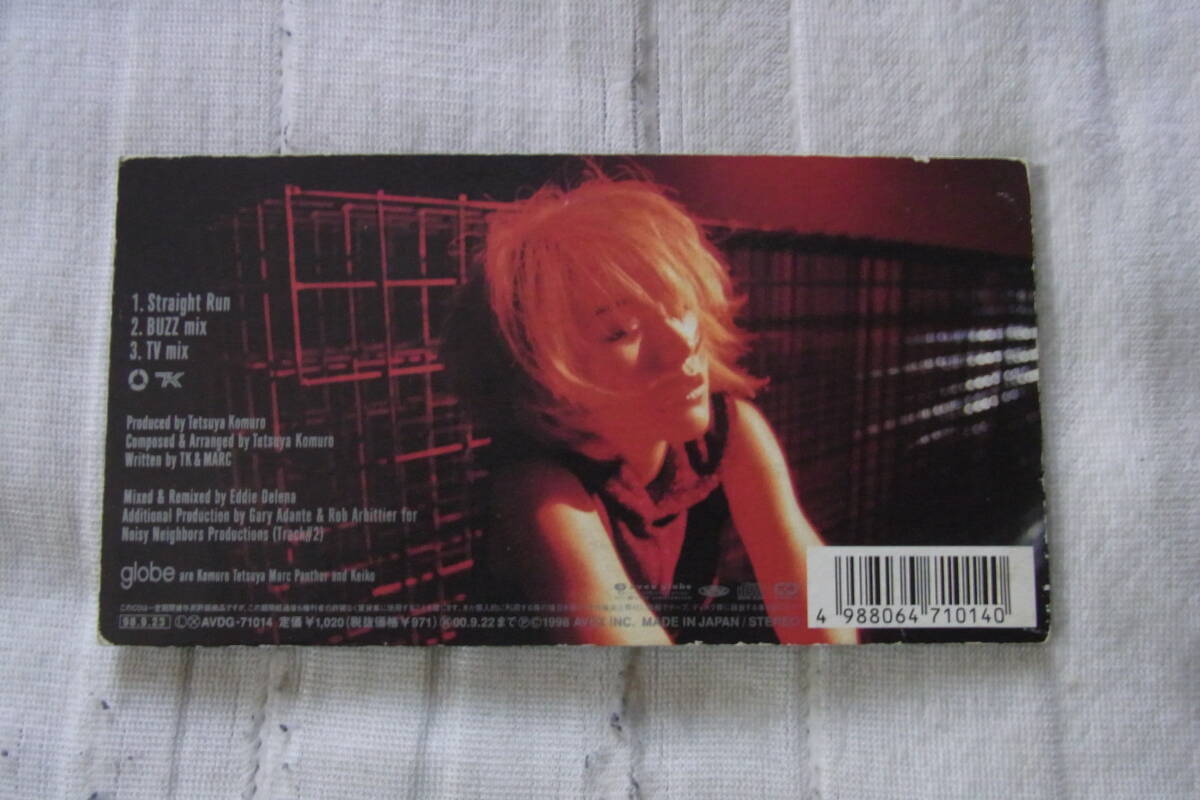 1. Straight Run
2. BUZZ mix
3. TV mix
TK
Produced by Tetsuya Komuro
Composed & Arranged by Tetsuya Komuro
Written by TK & MARC
Mixed & Remixed by Eddie Delena
Additional Production by Gary Adante & Rob Arbittier for
Noisy Neighbors Productions (Track#2)
globe are Komuro Tetsuya Marc Panther and Keiko
avex globe
98.9.23 Ⓛ Ⓧ AVDG-71014 定価¥1,020(税抜価格¥971) Ⓧ00.9.22まで Ⓟ©1998 AVEX INC. MADE IN JAPAN / STEREO
4 988064 710140